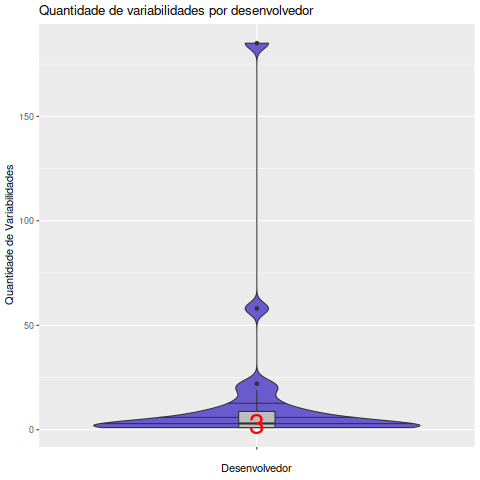 Quantidade de variabilidades por desenvolvedor
Quantidade de Variabilidades
150
100
50
0
3
Desenvolvedor